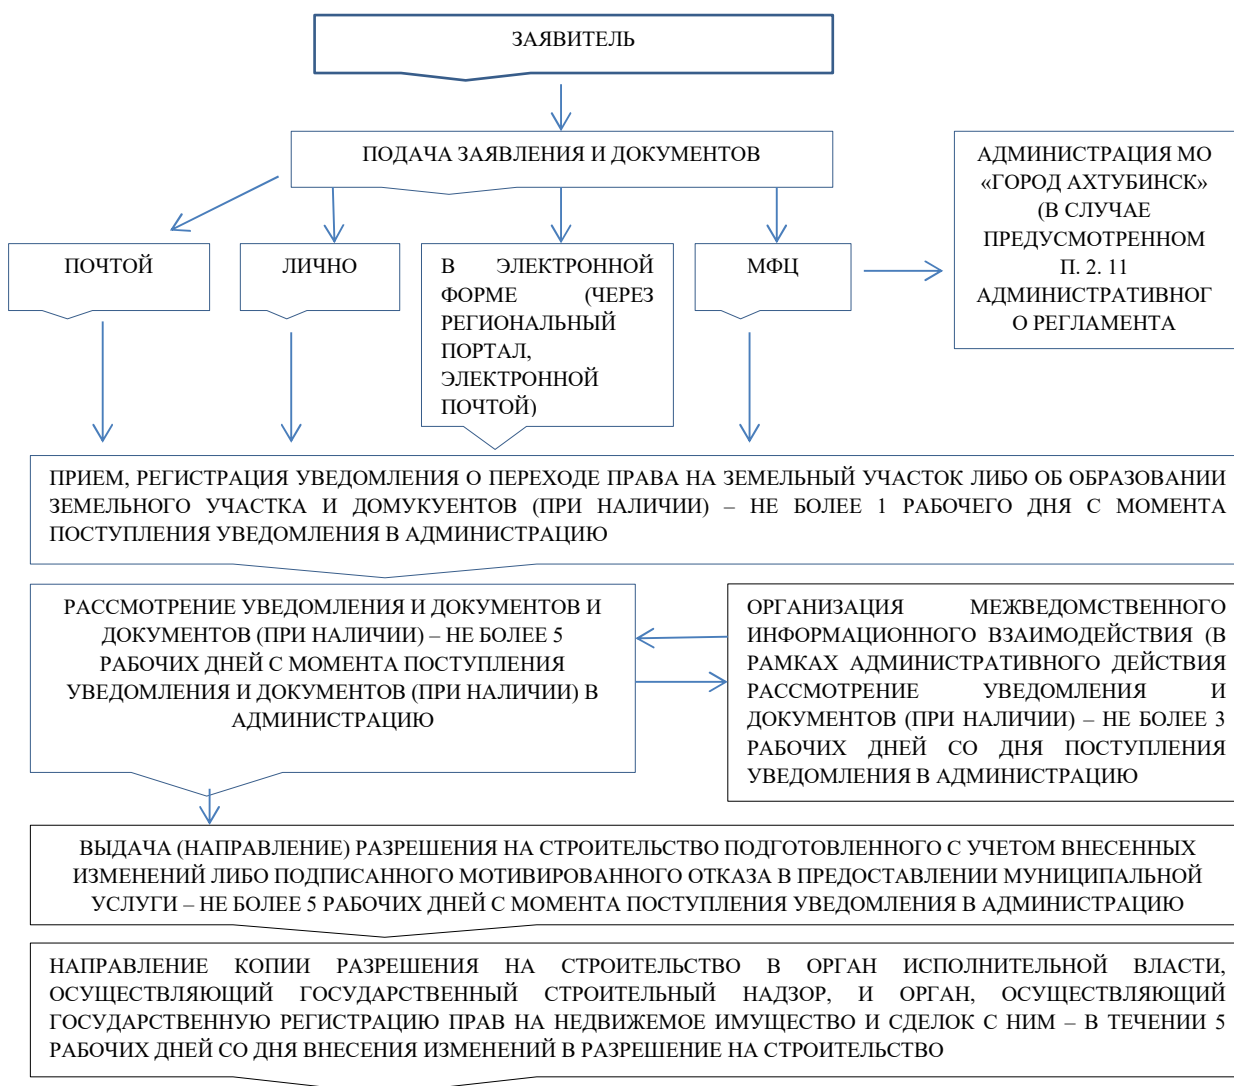 ЗАЯВИТЕЛЬ
ПОДАЧА ЗАЯВЛЕНИЯ И ДОКУМЕНТОВ
АДМИНИСТРАЦИЯ МО
«ГОРОД АХТУБИНСК»
(В СЛУЧАЕ
ПРЕДУСМОТРЕННОМ
П. 2. 11
АДМИНИСТРАТИВНОГ
О РЕГЛАМЕНТА
ПОЧТОЙ
ЛИЧНО
В ЭЛЕКТРОННОЙ
ФОРМЕ (ЧЕРЕЗ
РЕГИОНАЛЬНЫЙ
ПОРТАЛ,
ЭЛЕКТРОННОЙ
ПОЧТОЙ)
МФЦ
ПРИЕМ, РЕГИСТРАЦИЯ УВЕДОМЛЕНИЯ О ПЕРЕХОДЕ ПРАВА НА ЗЕМЕЛЬНЫЙ УЧАСТОК ЛИБО ОБ ОБРАЗОВАНИИ
ЗЕМЕЛЬНОГО УЧАСТКА И ДОМУКУЕНТОВ (ПРИ НАЛИЧИИ) – НЕ БОЛЕЕ 1 РАБОЧЕГО ДНЯ С МОМЕНТА
ПОСТУПЛЕНИЯ УВЕДОМЛЕНИЯ В АДМИНИСТРАЦИЮ
РАССМОТРЕНИЕ УВЕДОМЛЕНИЯ И ДОКУМЕНТОВ И
ДОКУМЕНТОВ (ПРИ НАЛИЧИИ) – НЕ БОЛЕЕ 5
РАБОЧИХ ДНЕЙ С МОМЕНТА ПОСТУПЛЕНИЯ
УВЕДОМЛЕНИЯ И ДОКУМЕНТОВ (ПРИ НАЛИЧИИ) В
АДМИНИСТРАЦИЮ
ОРГАНИЗАЦИЯ МЕЖВЕДОМСТВЕННОГО
ИНФОРМАЦИОННОГО ВЗАИМОДЕЙСТВИЯ (В
РАМКАХ АДМИНИСТРАТИВНОГО ДЕЙСТВИЯ
РАССМОТРЕНИЕ УВЕДОМЛЕНИЯ И
ДОКУМЕНТОВ (ПРИ НАЛИЧИИ) – НЕ БОЛЕЕ 3
РАБОЧИХ ДНЕЙ СО ДНЯ ПОСТУПЛЕНИЯ
УВЕДОМЛЕНИЯ В АДМИНИСТРАЦИЮ
ВЫДАЧА (НАПРАВЛЕНИЕ) РАЗРЕШЕНИЯ НА СТРОИТЕЛЬСТВО ПОДГОТОВЛЕННОГО С УЧЕТОМ ВНЕСЕННЫХ
ИЗМЕНЕНИЙ ЛИБО ПОДПИСАННОГО МОТИВИРОВАННОГО ОТКАЗА В ПРЕДОСТАВЛЕНИИ МУНИЦИПАЛЬНОЙ
УСЛУГИ – НЕ БОЛЕЕ 5 РАБОЧИХ ДНЕЙ С МОМЕНТА ПОСТУПЛЕНИЯ УВЕДОМЛЕНИЯ В АДМИНИСТРАЦИЮ
НАПРАВЛЕНИЕ КОПИИ РАЗРЕШЕНИЯ НА СТРОИТЕЛЬСТВО В ОРГАН ИСПОЛНИТЕЛЬНОЙ ВЛАСТИ,
ОСУЩЕСТВЛЯЮЩИЙ ГОСУДАРСТВЕННЫЙ СТРОИТЕЛЬНЫЙ НАДЗОР, И ОРГАН, ОСУЩЕСТВЛЯЮЩИЙ
ГОСУДАРСТВЕННУЮ РЕГИСТРАЦИЮ ПРАВ НА НЕДВИЖЕМОЕ ИМУЩЕСТВО И СДЕЛОК С НИМ – В ТЕЧЕНИИ 5
РАБОЧИХ ДНЕЙ СО ДНЯ ВНЕСЕНИЯ ИЗМЕНЕНИЙ В РАЗРЕШЕНИЕ НА СТРОИТЕЛЬСТВО